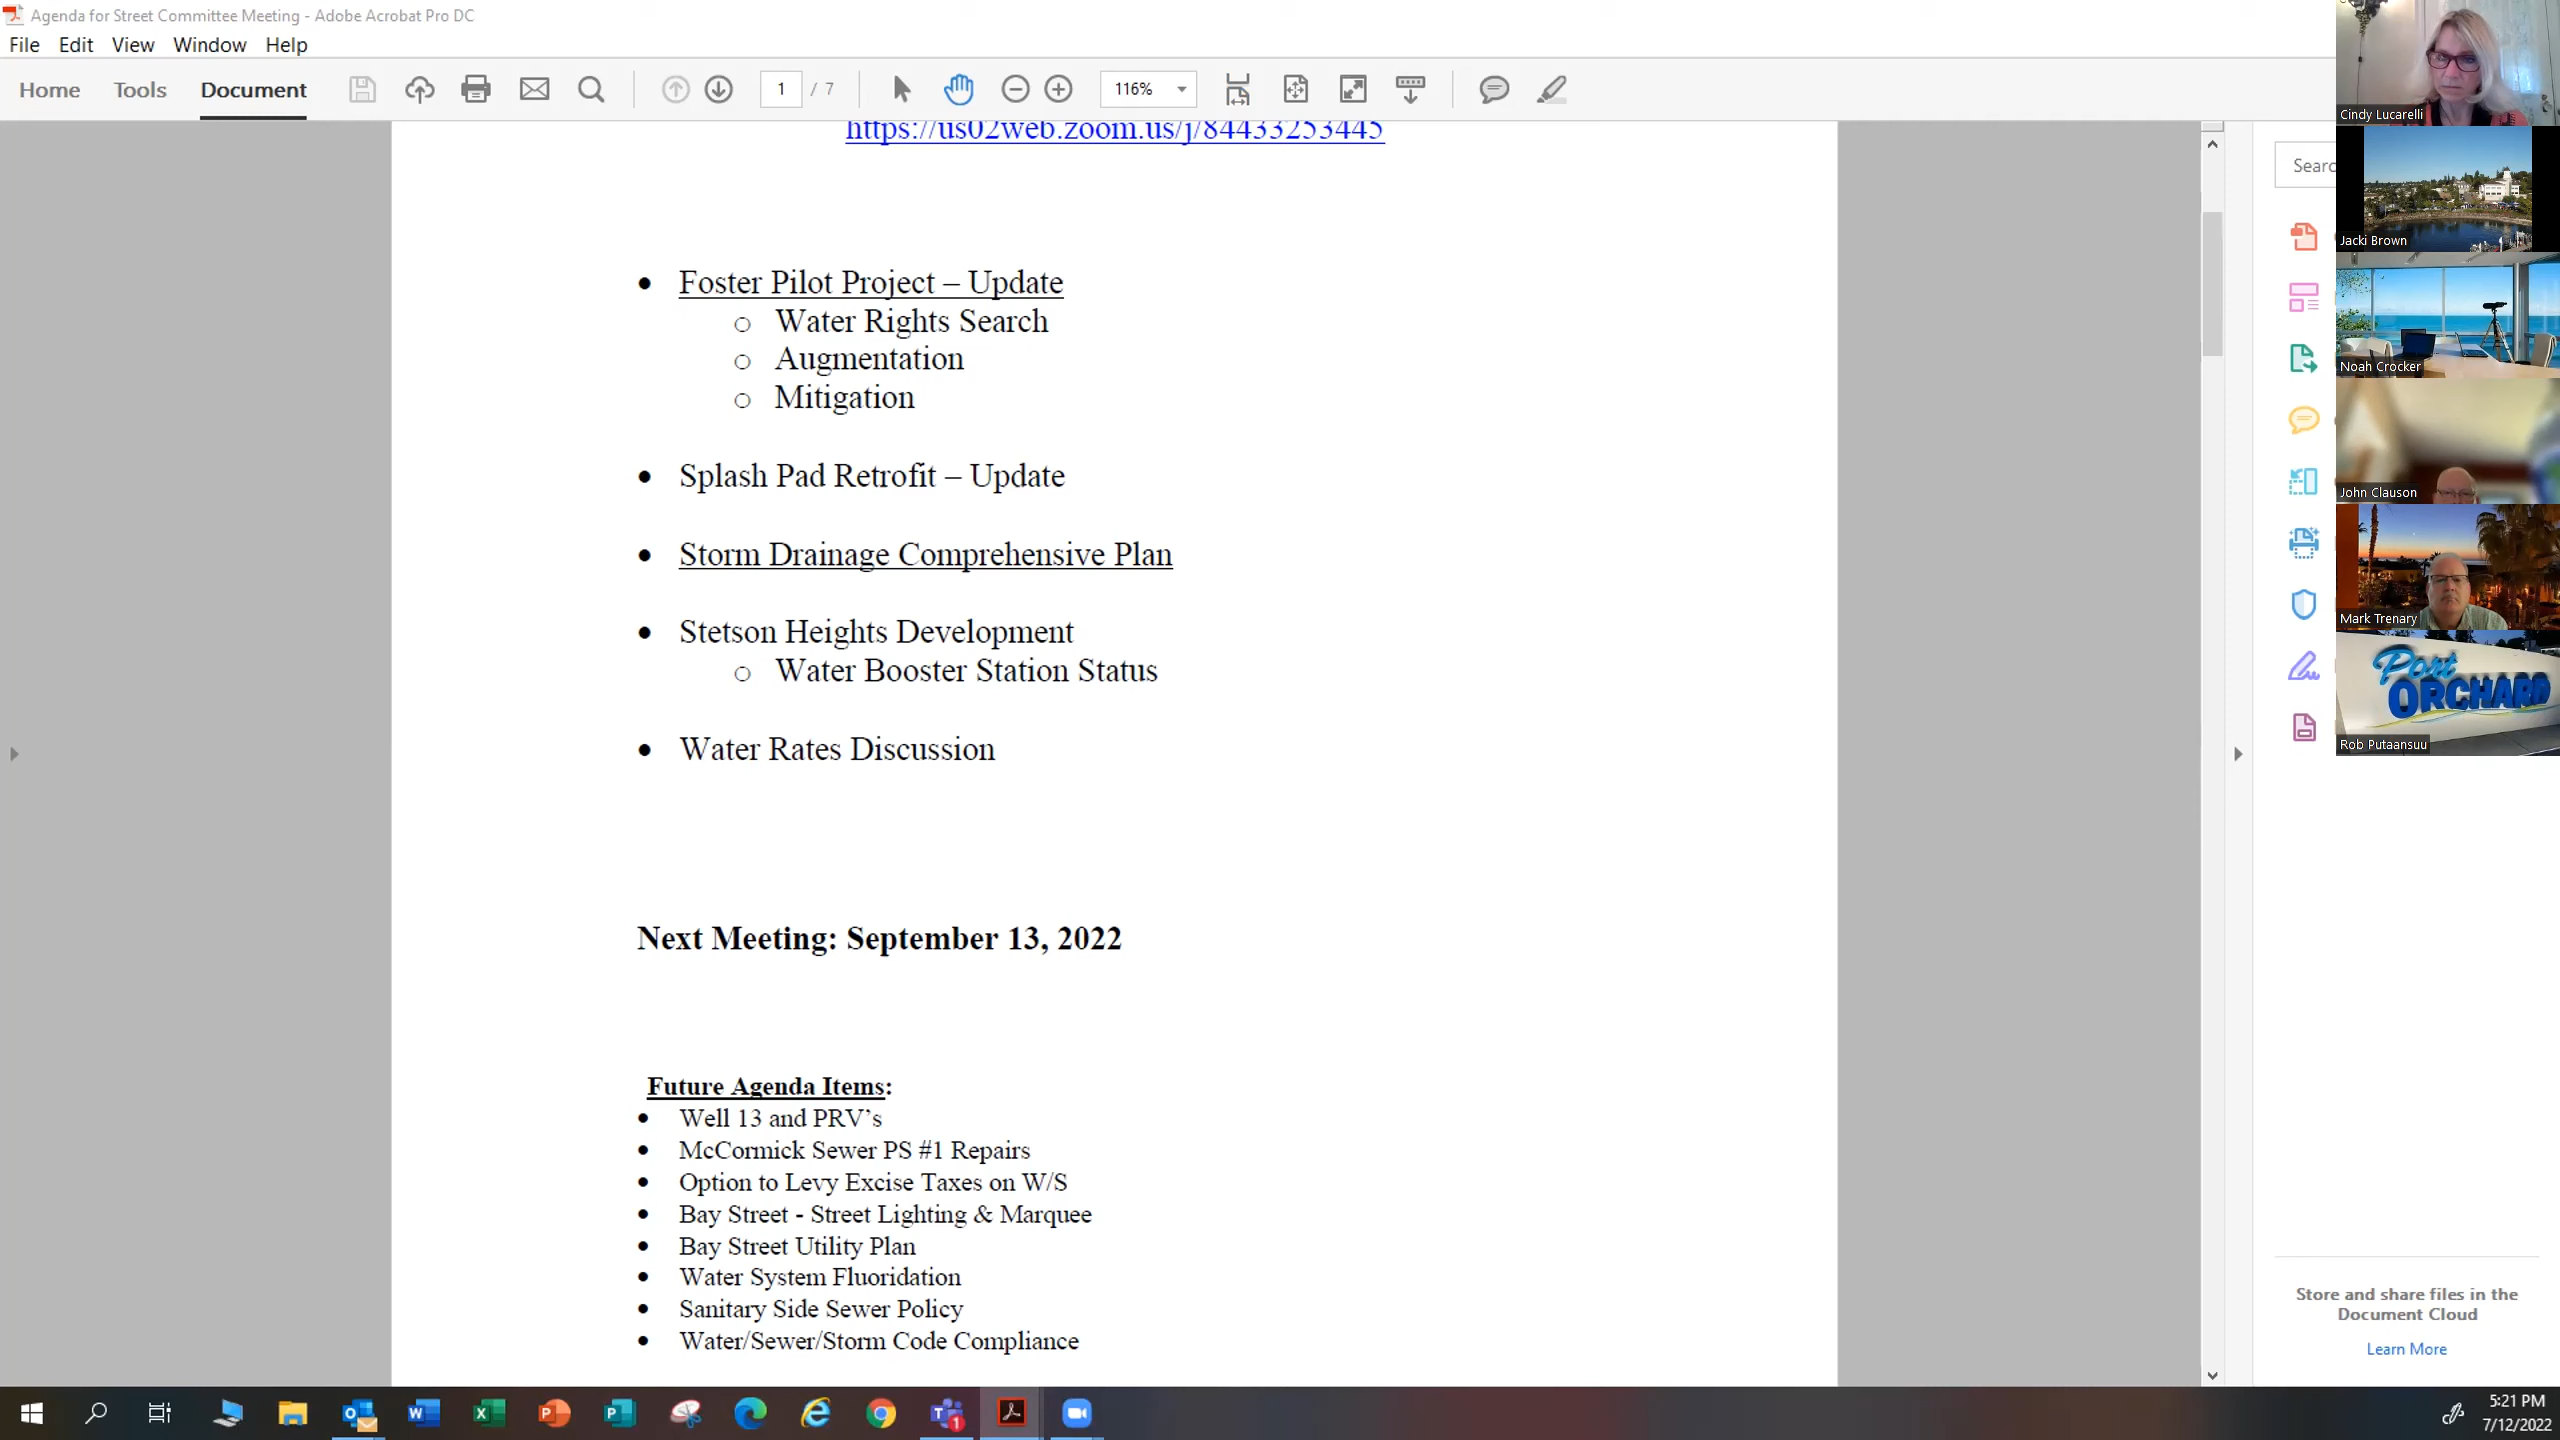 Agenda for Street Committee Meeting - Adobe Acrobat Pro DC
File Edit View Window Help
Home Tools Document 1 / 7 116%
https://us02web.zoom.us/j/84433253445
• Foster Pilot Project – Update
o Water Rights Search
o Augmentation
o Mitigation
• Splash Pad Retrofit – Update
• Storm Drainage Comprehensive Plan
• Stetson Heights Development
o Water Booster Station Status
• Water Rates Discussion
Next Meeting: September 13, 2022
Future Agenda Items:
• Well 13 and PRV’s
• McCormick Sewer PS #1 Repairs
• Option to Levy Excise Taxes on W/S
• Bay Street - Street Lighting & Marquee
• Bay Street Utility Plan
• Water System Fluoridation
• Sanitary Side Sewer Policy
• Water/Sewer/Storm Code Compliance
Searc
Cindy Lucarelli
Jacki Brown
Noah Crocker
John Clauson
Mark Trenary
Port
ORCHARD
Rob Putaansuu
Store and share files in the
Document Cloud
Learn More
1
5:21 PM
7/12/2022